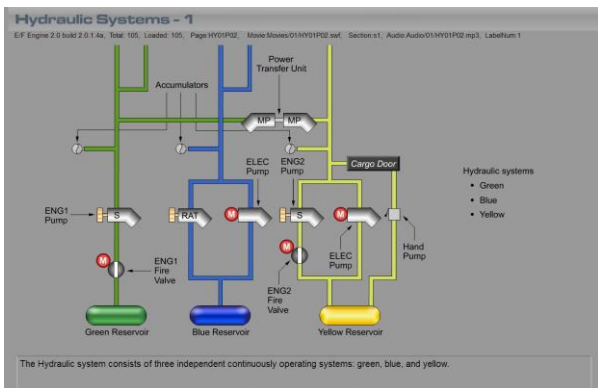 Hydraulic Systems - 1
E/F Engine 2.0 build 2.0.1.4a, Total: 105, Loaded: 105, Page:HY01P02, Movie:Movies/01/HY01P02.swf, Section:s1, Audio:Audio/01/HY01P02.mp3, LabelNum:1
Power
Transfer Unit
Accumulators
MP
MP
ELEC
Pump
ENG2
Pump
Cargo Door
Hydraulic systems
• Green
• Blue
• Yellow
ENG1
Pump
S
RAT
M
M
S
M
Hand
Pump
M
ENG1
Fire
Valve
M
ELEC
Pump
ENG2
Fire
Valve
Green Reservoir
Blue Reservoir
Yellow Reservoir
The Hydraulic system consists of three independent continuously operating systems: green, blue, and yellow.